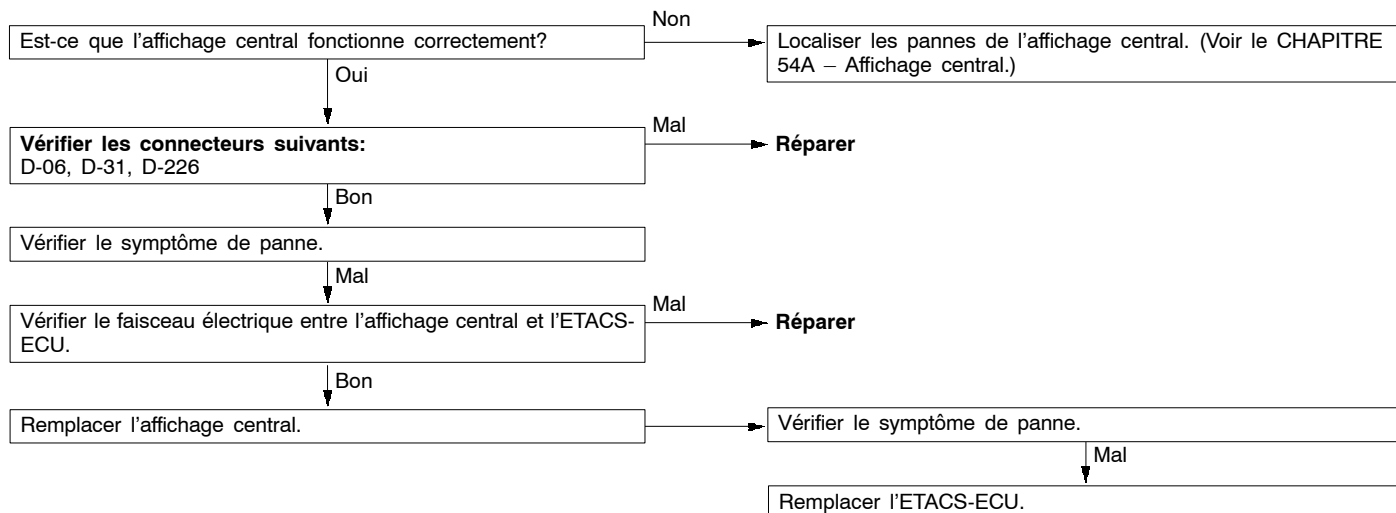 Est-ce que l'affichage central fonctionne correctement?
Non
Localiser les pannes de l'affichage central. (Voir le CHAPITRE
54A – Affichage central.)
Oui
Vérifier les connecteurs suivants:
D-06, D-31, D-226
Mal
Réparer
Bon
Vérifier le symptôme de panne.
Mal
Vérifier le faisceau électrique entre l'affichage central et l'ETACS-
ECU.
Mal
Réparer
Bon
Remplacer l'affichage central.
Vérifier le symptôme de panne.
Mal
Remplacer l'ETACS-ECU.